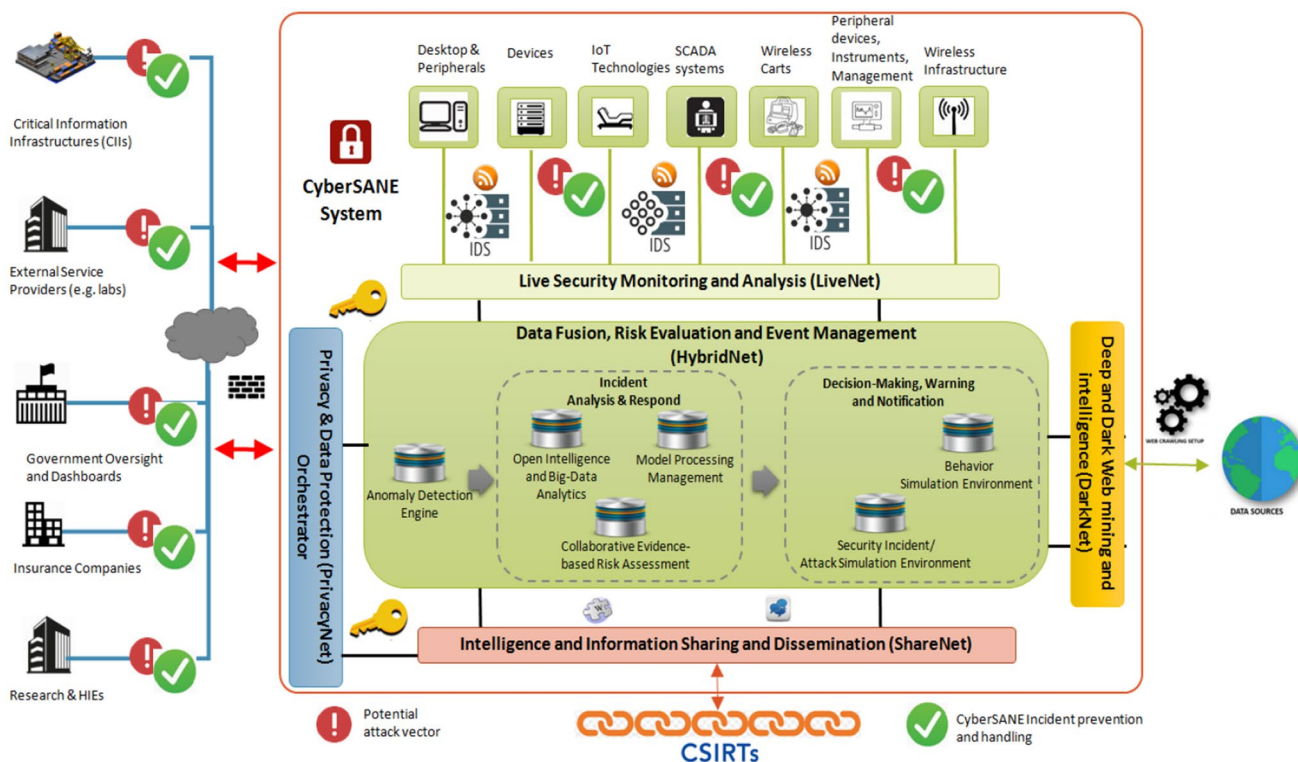 Critical Information
Infrastructures (CIIs)
External Service
Providers (e.g. labs)
Government Oversight
and Dashboards
Insurance Companies
Research & HIEs
CyberSANE
System
Desktop &
Peripherals
Devices
IoT
Technologies
SCADA
systems
Wireless
Carts
Peripheral
devices,
Instruments,
Management
Wireless
Infrastructure
IDS
IDS
IDS
Live Security Monitoring and Analysis (LiveNet)
Privacy & Data Protection (PrivacyNet)
Orchestrator
Data Fusion, Risk Evaluation and Event Management
(HybridNet)
Anomaly Detection
Engine
Incident
Analysis & Respond
Open Intelligence
and Big-Data
Analytics
Model Processing
Management
Collaborative Evidence-
based Risk Assessment
Decision-Making, Warning
and Notification
Behavior
Simulation Environment
Security Incident/
Attack Simulation Environment
Deep and Dark Web mining and
intelligence (DarkNet)
WEB CRAWLING SETUP
DATA SOURCES
W
Intelligence and Information Sharing and Dissemination (ShareNet)
Potential
attack vector
CSIRTs
CyberSANE Incident prevention
and handling